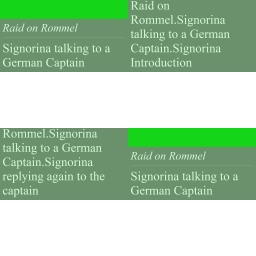 Raid on Rommel
Signorina talking to a
German Captain
Raid on
Rommel.Signorina
talking to a German
Captain.Signorina
Introduction
Rommel.Signorina
talking to a German
Captain.Signorina
replying again to the
captain
Raid on Rommel
Signorina talking to a
German Captain